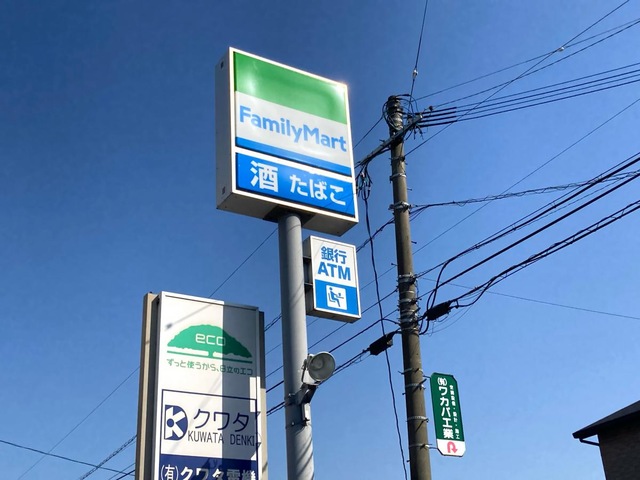 FamilyMart
酒 たばこ
銀行
ATM
eco
ずっと使うから、日立のエコ
クワタ
KUWATA DENKI
(有)クワタ電機
(有)ワカバ工業